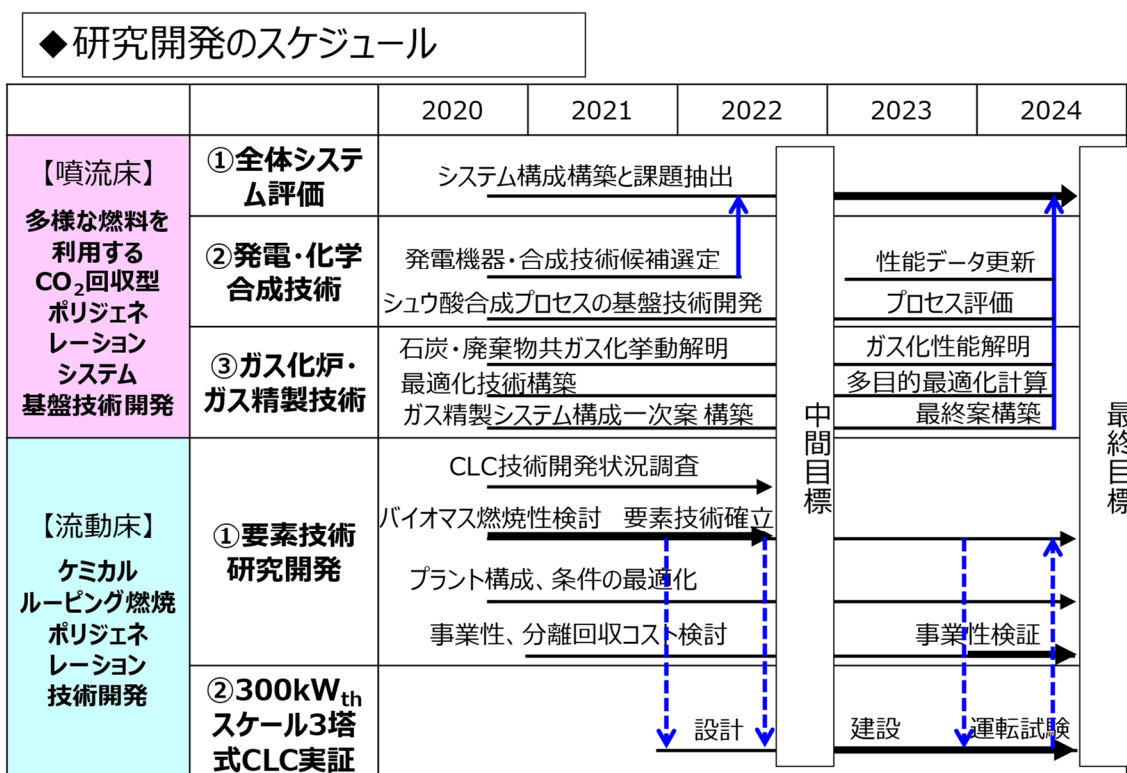 ◆研究開発のスケジュール
2020 2021 2022 2023 2024
【噴流床】
多様な燃料を
利用する
CO₂回収型
ポリジェネ
レーション
システム
基盤技術開発
①全体システ
ム評価
システム構成構築と課題抽出
②発電・化学
合成技術
発電機器・合成技術候補選定
性能データ更新
シュウ酸合成プロセスの基盤技術開発
プロセス評価
③ガス化炉・
ガス精製技術
石炭・廃棄物共ガス化挙動解明
ガス化性能解明
最適化技術構築
多目的最適化計算
ガス精製システム構成一次案 構築
最終案構築
中間目標
最終目標
【流動床】
ケミカル
ルーピング燃焼
ポリジェネ
レーション
技術開発
①要素技術
研究開発
CLC技術開発状況調査
バイオマス燃焼性検討 要素技術確立
プラント構成、条件の最適化
事業性、分離回収コスト検討
事業性検証
②300kWth
スケール3塔
式CLC実証
設計
建設
運転試験